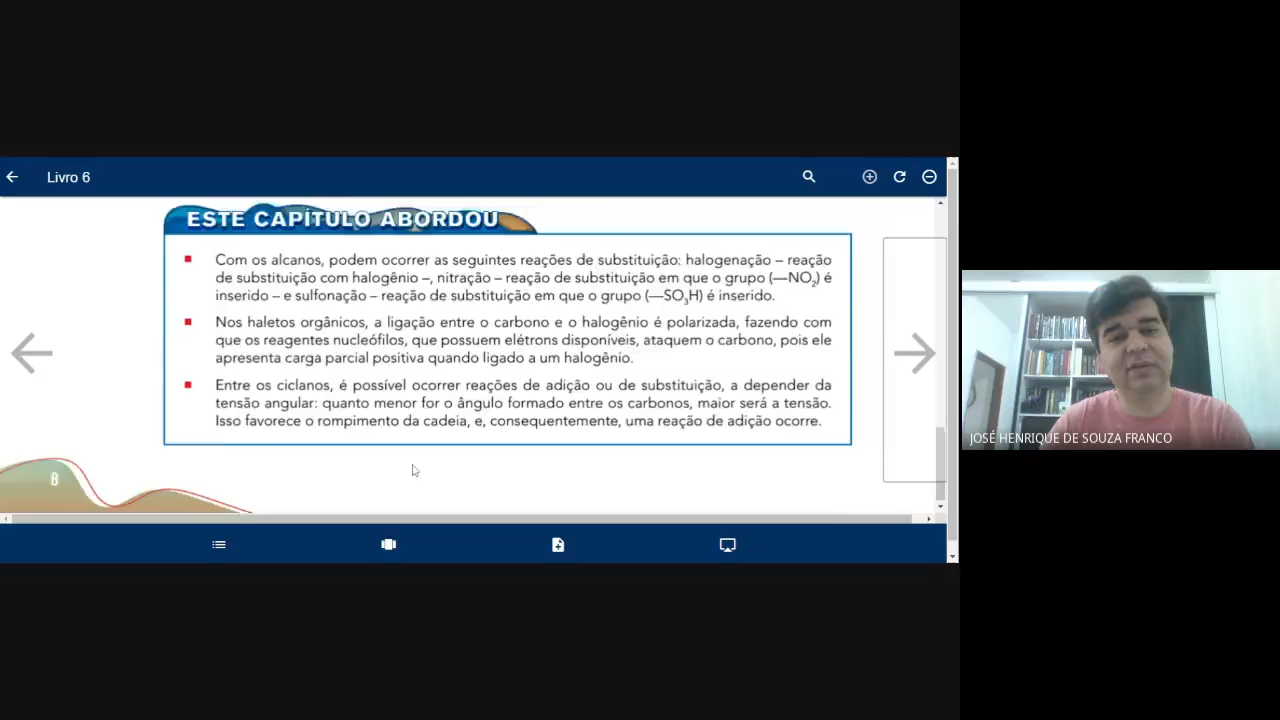 Livro 6
ESTE CAPÍTULO ABORDOU
Com os alcanos, podem ocorrer as seguintes reações de substituição: halogenação – reação
de substituição com halogênio –, nitração – reação de substituição em que o grupo (—NO₂) é
inserido – e sulfonação – reação de substituição em que o grupo (—SO₃H) é inserido.
Nos haletos orgânicos, a ligação entre o carbono e o halogênio é polarizada, fazendo com
que os reagentes nucleófilos, que possuem elétrons disponíveis, ataquem o carbono, pois ele
apresenta carga parcial positiva quando ligado a um halogênio.
Entre os ciclanos, é possível ocorrer reações de adição ou de substituição, a depender da
tensão angular: quanto menor for o ângulo formado entre os carbonos, maior será a tensão.
Isso favorece o rompimento da cadeia, e, consequentemente, uma reação de adição ocorre.
JOSÉ HENRIQUE DE SOUZA FRANCO